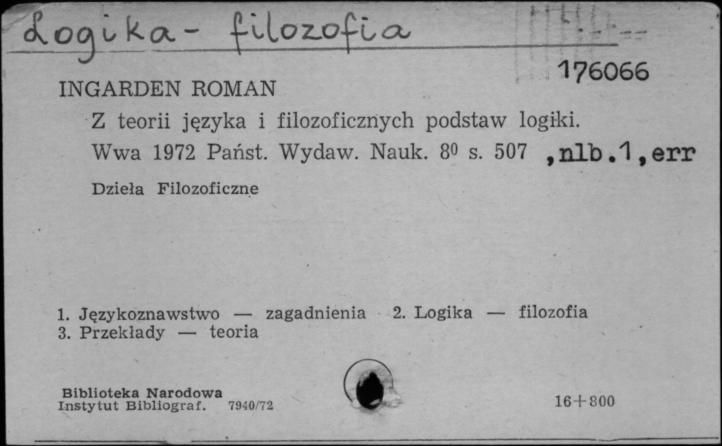 Logika - filozofia
176066
INGARDEN ROMAN
Z teorii języka i filozoficznych podstaw logiki.
Wwa 1972 Państ. Wydaw. Nauk. 8⁰ s. 507 ,nlb.1,err
Dzieła Filozoficzne
1. Językoznawstwo — zagadnienia 2. Logika — filozofia
3. Przekłady — teoria
Biblioteka Narodowa
Instytut Bibliograf. 7940/72
16+800